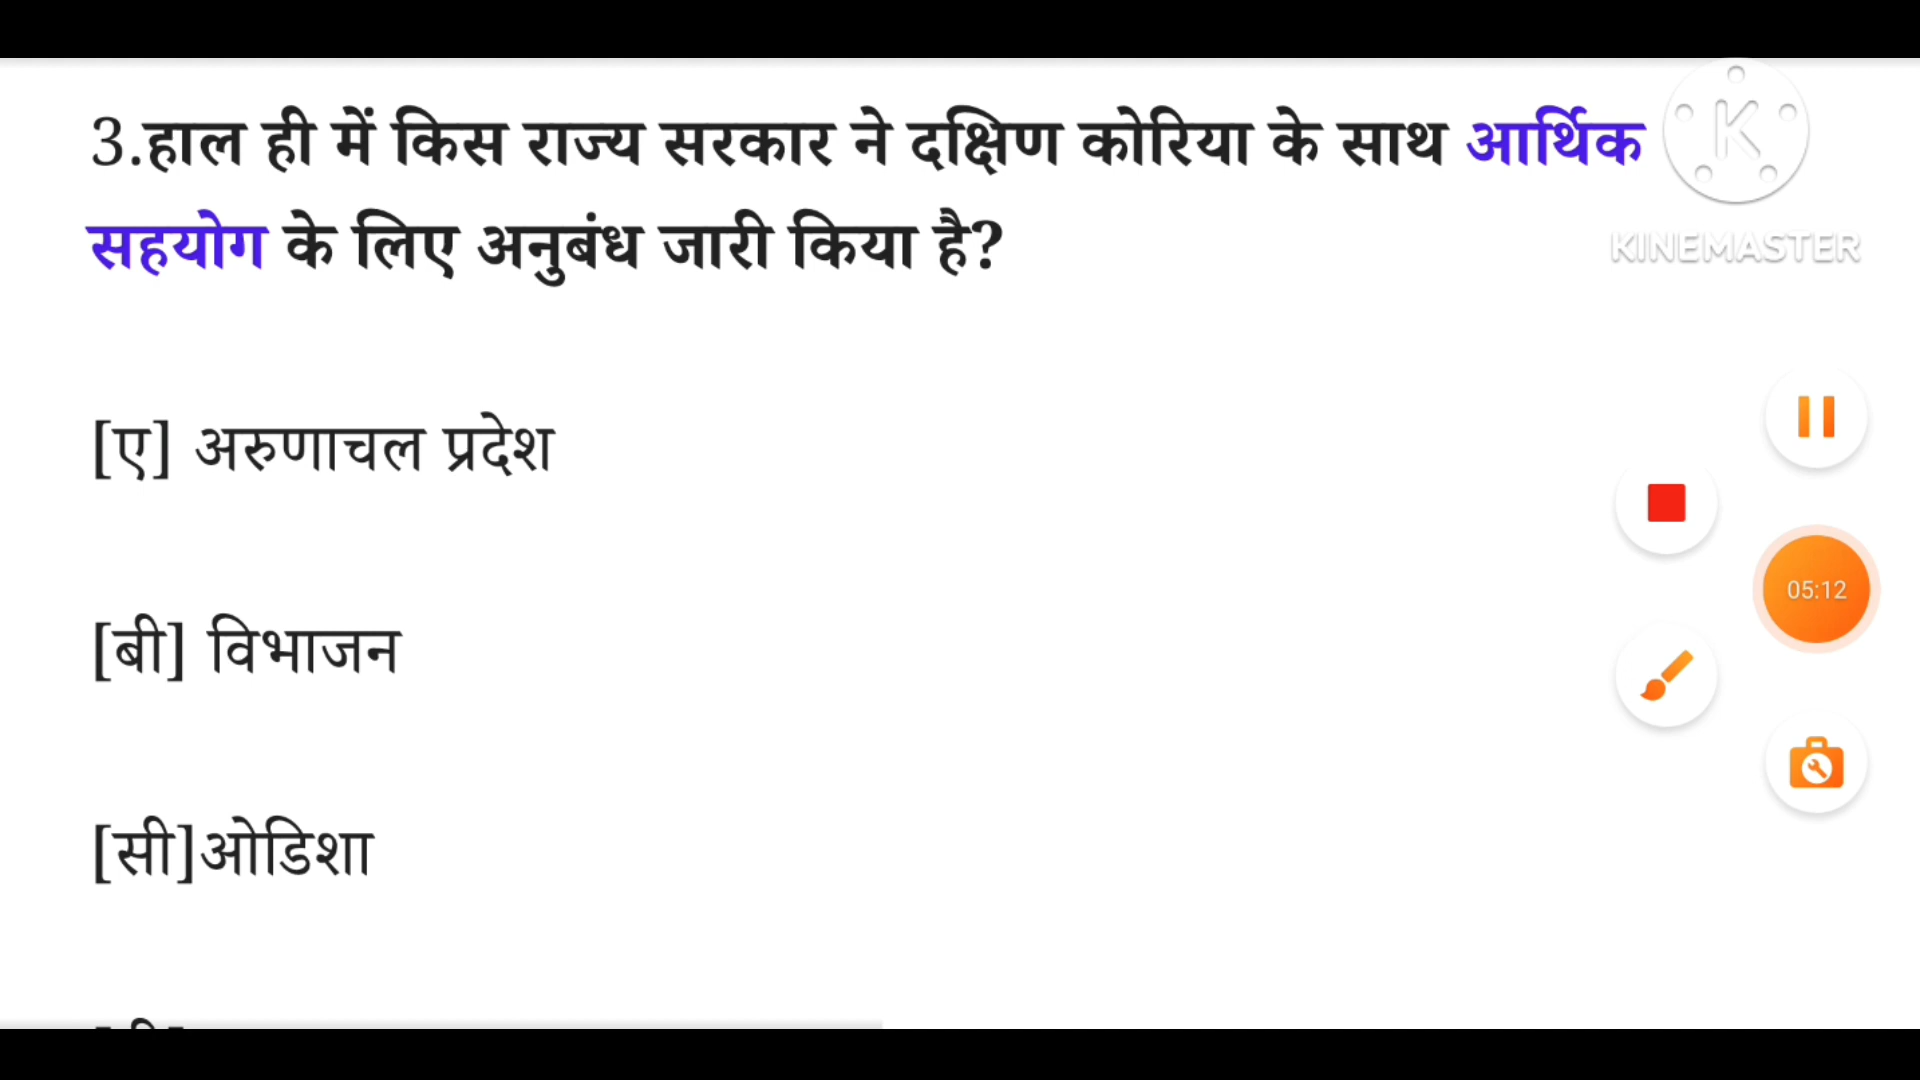 3.हाल ही में किस राज्य सरकार ने दक्षिण कोरिया के साथ आर्थिक
सहयोग के लिए अनुबंध जारी किया है?
KINEMASTER
[ए] अरुणाचल प्रदेश
05:12
[बी] विभाजन
[सी]ओडिशा